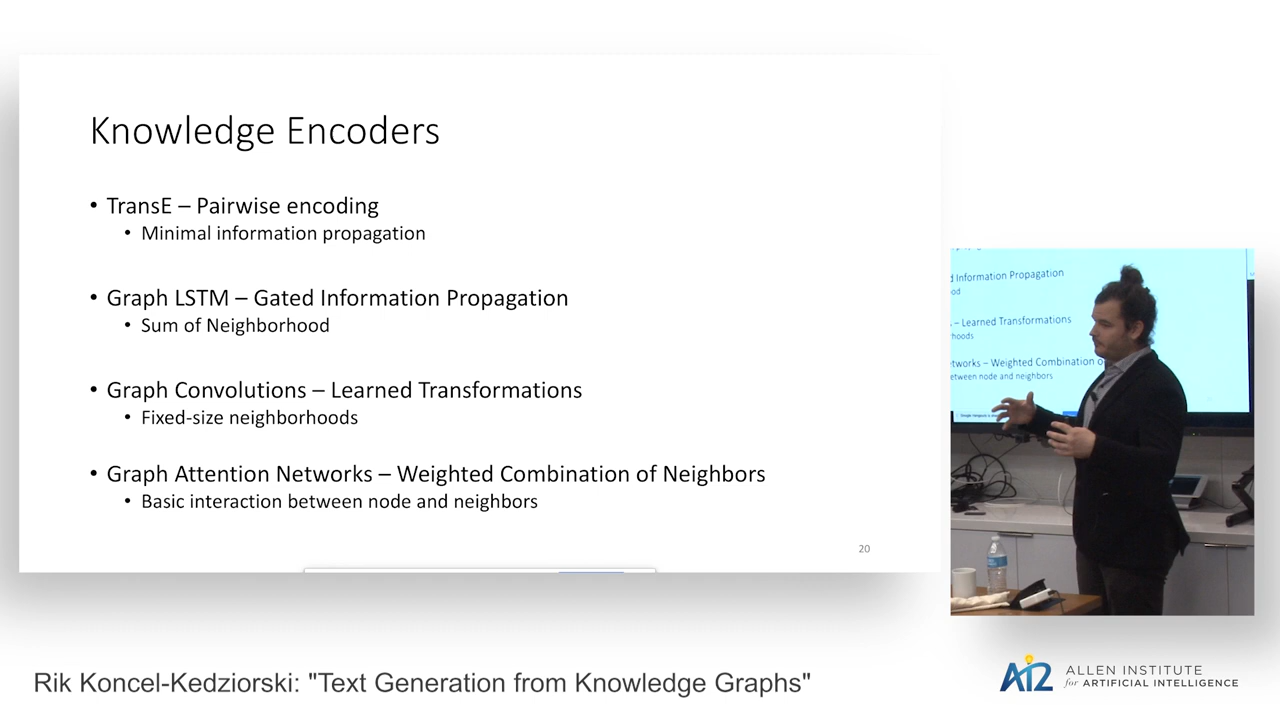 Knowledge Encoders
• TransE – Pairwise encoding
• Minimal information propagation
• Graph LSTM – Gated Information Propagation
• Sum of Neighborhood
• Graph Convolutions – Learned Transformations
• Fixed-size neighborhoods
• Graph Attention Networks – Weighted Combination of Neighbors
• Basic interaction between node and neighbors
20
d Information Propagation
od
– Learned Transformations
hoods
tworks – Weighted Combination o
etween node and neighbors
Rik Koncel-Kedziorski: "Text Generation from Knowledge Graphs"
AI2
ALLEN INSTITUTE
for ARTIFICIAL INTELLIGENCE